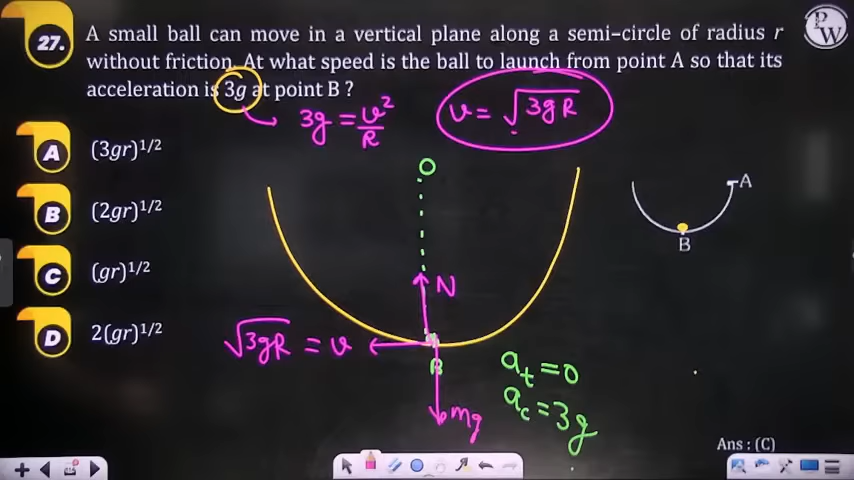 27. A small ball can move in a vertical plane along a semi-circle of radius r
without friction. At what speed is the ball to launch from point A so that its
acceleration is 3g at point B ?
PW
3g = v²/R
v = √3gR
A (3gr)^1/2
B (2gr)^1/2
C (gr)^1/2
D 2(gr)^1/2
O
A
B
N
√3gR = v
B
mg
a_t = 0
a_c = 3g
Ans : (C)